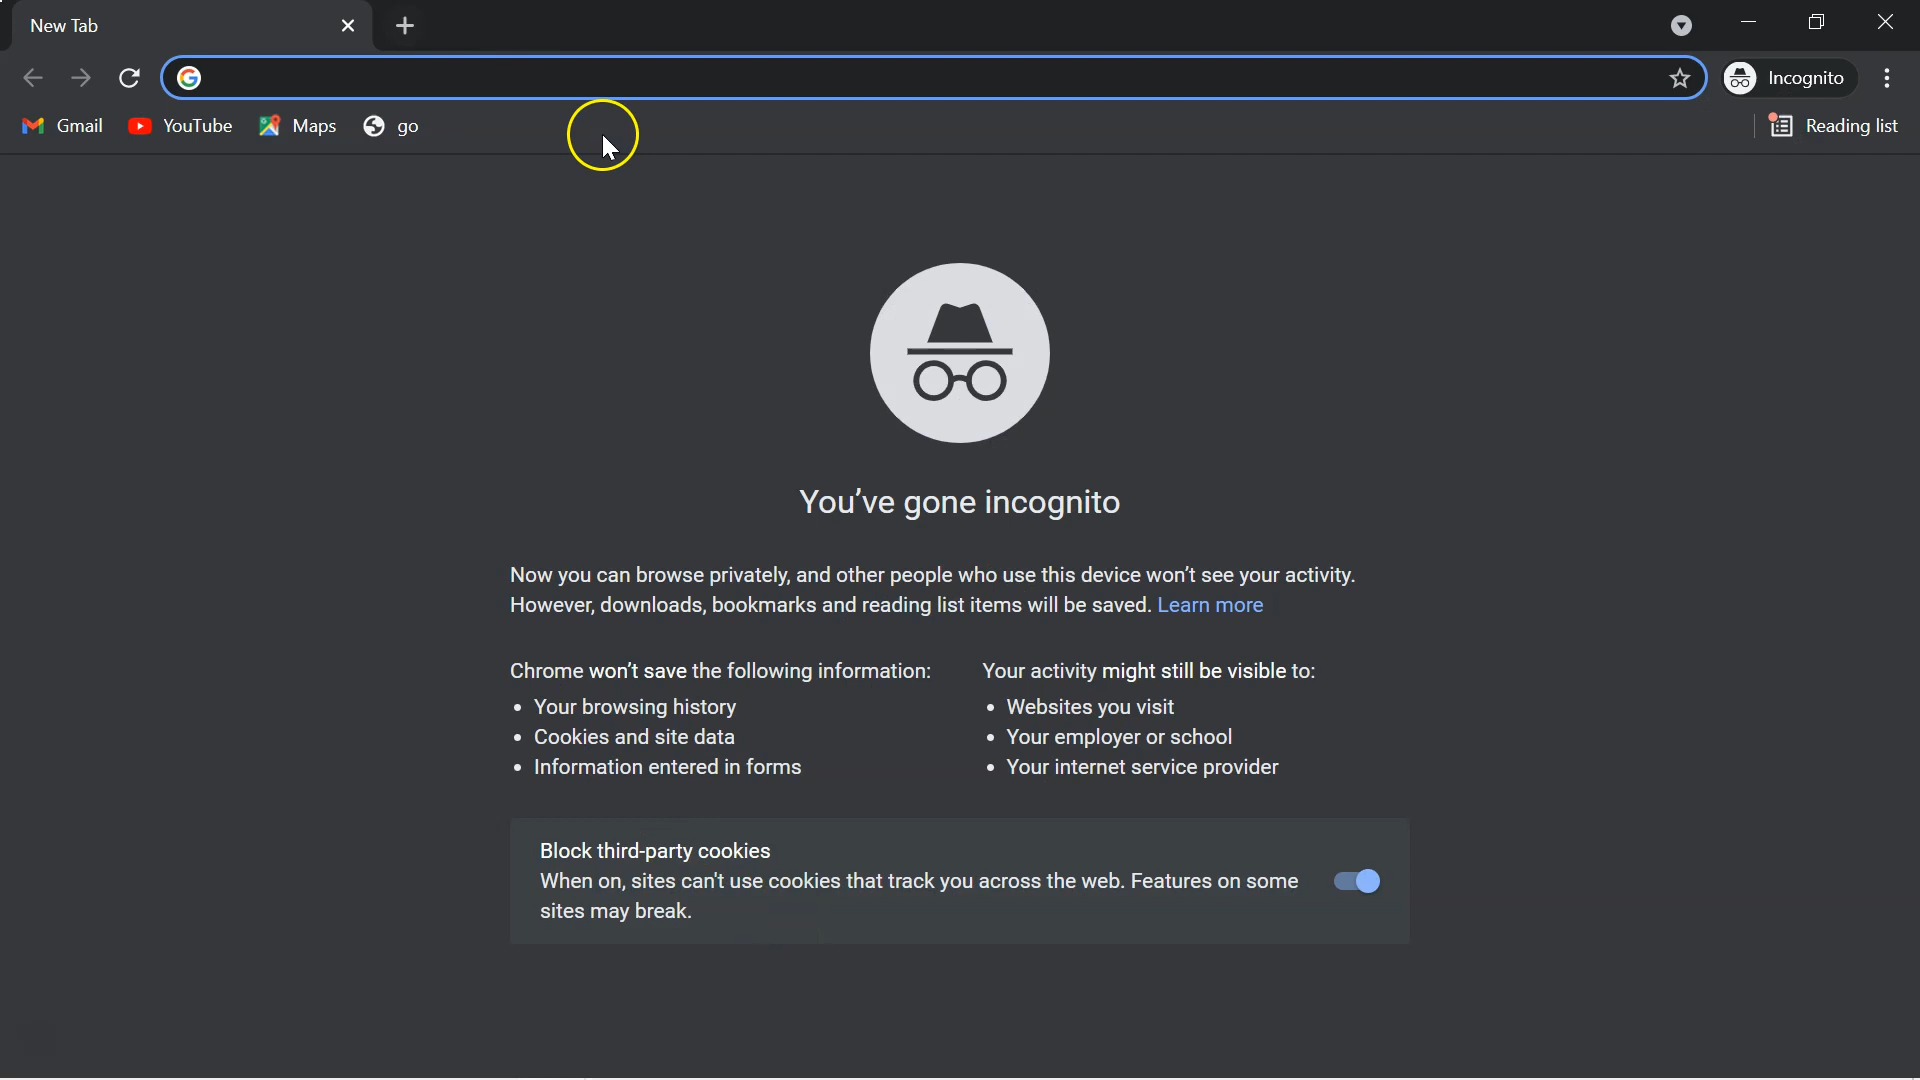 New Tab
Incognito
Gmail
YouTube
Maps
go
Reading list
You've gone incognito
Now you can browse privately, and other people who use this device won't see your activity.
However, downloads, bookmarks and reading list items will be saved. Learn more
Chrome won't save the following information:
• Your browsing history
• Cookies and site data
• Information entered in forms
Your activity might still be visible to:
• Websites you visit
• Your employer or school
• Your internet service provider
Block third-party cookies
When on, sites can't use cookies that track you across the web. Features on some
sites may break.